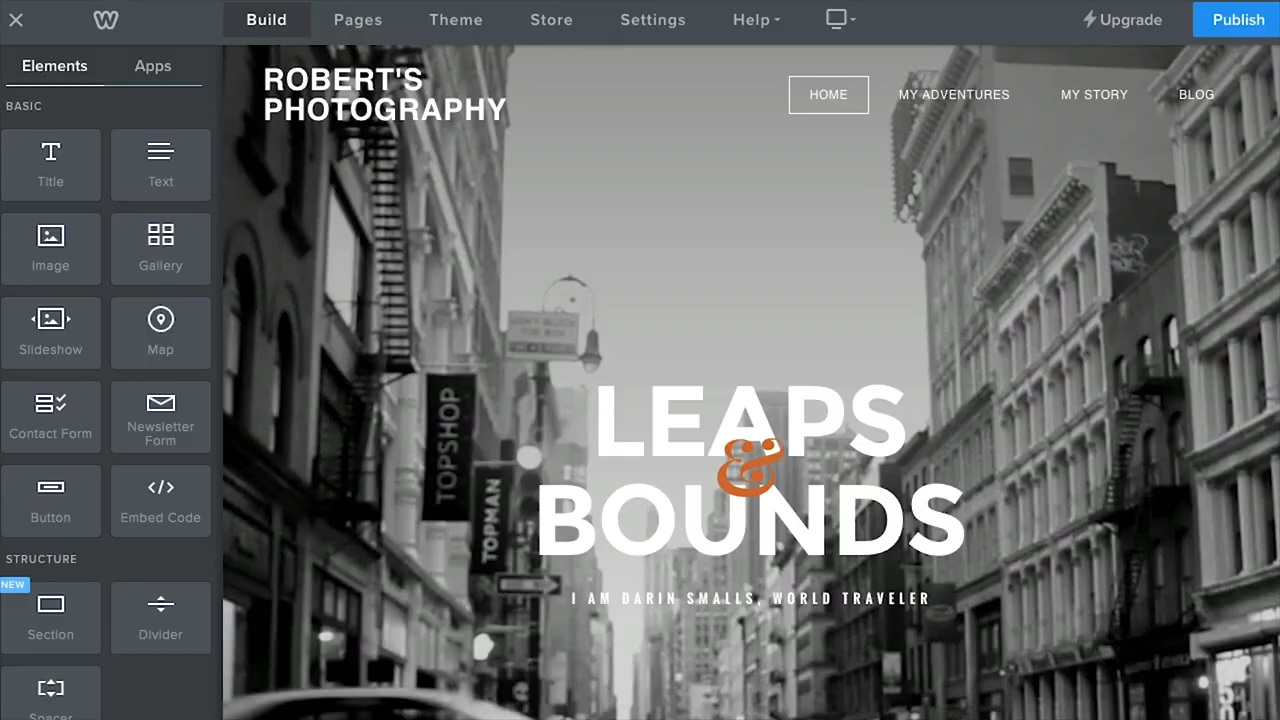 Build
Pages
Theme
Store
Settings
Help
Upgrade
Publish
Elements
Apps
BASIC
Title
Text
Image
Gallery
Slideshow
Map
Contact Form
Newsletter
Form
Button
Embed Code
STRUCTURE
NEW
Section
Divider
Spacer
ROBERT'S
PHOTOGRAPHY
HOME
MY ADVENTURES
MY STORY
BLOG
TOPSHOP
TOPMAN
LEAPS
&
BOUNDS
I AM DARIN SMALLS, WORLD TRAVELER